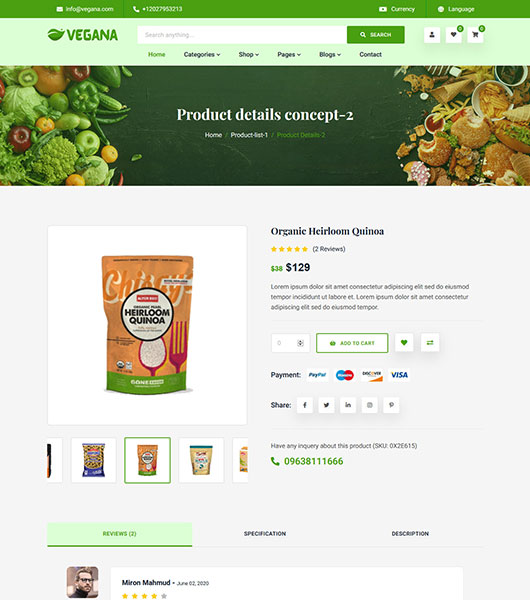 info@vegana.com +12027953213 Currency Language
VEGANA Search anything... SEARCH 0 0
Home Categories Shop Pages Blogs Contact
Product details concept-2
Home / Product-list-1 / Product Details-2
Organic Heirloom Quinoa
(2 Reviews)
$38 $129
Lorem ipsum dolor sit amet consectetur adipiscing elit sed do eiusmod
tempor incididunt ut labore et. Lorem ipsum dolor sit amet
consectetur adipisicing elit sed do eiusmod tempor.
0 ADD TO CART
Payment: PayPal DISCOVER VISA
Share:
Have any inquery about this product (SKU: 0X2E615)
09638111666
ORGANIC PEARL
HEIRLOOM
QUINOA
REVIEWS (2) SPECIFICATION DESCRIPTION
Miron Mahmud - June 02, 2020